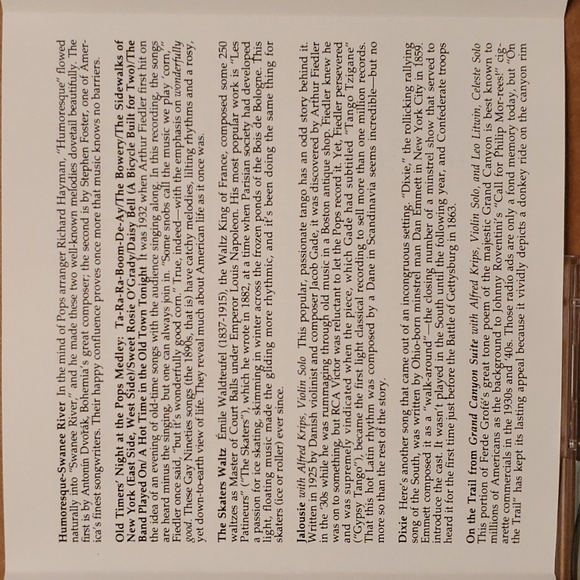 Humoresque-Swanee River In the mind of Pops arranger Richard Hayman, "Humoresque" flowed
naturally into "Swanee River," and he made these two well-known melodies dovetail beautifully. The
first is by Antonin Dvořák, Bohemia's great composer; the second is by Stephen Foster, one of Amer-
ica's finest songwriters. Their happy confluence proves once more that music knows no barriers.
Old Timers' Night at the Pops Medley: Ta-Ra-Ra-Boom-De-Ay/The Bowery/The Sidewalks of
New York (East Side, West Side)/Sweet Rosie O'Grady/Daisy Bell (A Bicycle Built for Two)/The
Band Played On/A Hot Time in the Old Town Tonight It was 1932 when Arthur Fiedler first hit on
the idea of an evening of old-time songs, with the audience singing along. In this recording, the songs
are heard minus the singing, but one can always join in. "Some snobs call the music we play 'corn,'"
Fiedler once said, "but it's wonderfully good corn." True, indeed—with the emphasis on wonderfully
good. These Gay Nineties songs (the 1890s, that is) have catchy melodies, lilting rhythms and a rosy,
yet down-to-earth view of life. They reveal much about American life as it once was.
The Skaters Waltz Emile Waldteufel (1837-1915), the Waltz King of France, composed some 250
waltzes as Master of Court Balls under Emperor Louis Napoleon. His most popular work is "Les
Patineurs" ("The Skaters"), which he wrote in 1882, at a time when Parisian society had developed
a passion for ice skating, skimming in winter across the frozen ponds of the Bois de Bologne. This
light, floating music made the gliding more rhythmic, and it's been doing the same thing for
skaters (ice or roller) ever since.
Jalousie with Alfred Krips, Violin Solo This popular, passionate tango has an odd story behind it.
Written in 1925 by Danish violinist and composer Jacob Gade, it was discovered by Arthur Fiedler
in the '30s while he was rummaging through old music in a Boston antique shop. Fiedler knew he
was on to something, but RCA Victor was reluctant to let the Pops record it. Yet, Fiedler persevered
and was supremely vindicated when the piece, which Gade had subtitled "Tango Tzigane"
("Gypsy Tango"), became the first light classical recording to sell more than one million records.
That this hot Latin rhythm was composed by a Dane in Scandinavia seems incredible—but no
more so than the rest of the story.
Dixie Here's another song that came out of an incongruous setting. "Dixie," the rollicking rallying
song of the South, was written by Ohio-born minstrel man Dan Emmett in New York City in 1859.
Emmett composed it as a "walk-around"—the closing number of a minstrel show that served to
introduce the cast. It wasn't played in the South until the following year, and Confederate troops
heard it for the first time just before the Battle of Gettysburg in 1863.
On the Trail from Grand Canyon Suite with Alfred Krips, Violin Solo, and Leo Litwin, Celeste Solo
This portion of Ferde Grofé's great tone poem of the majestic Grand Canyon is best known to
millions of Americans as the background to Johnny Roventini's "Call for Philip Mor-rees!" cig-
arette commercials in the 1930s and '40s. Those radio ads are only a fond memory today, but "On
the Trail" has kept its lasting appeal because it vividly depicts a donkey ride on the canyon rim